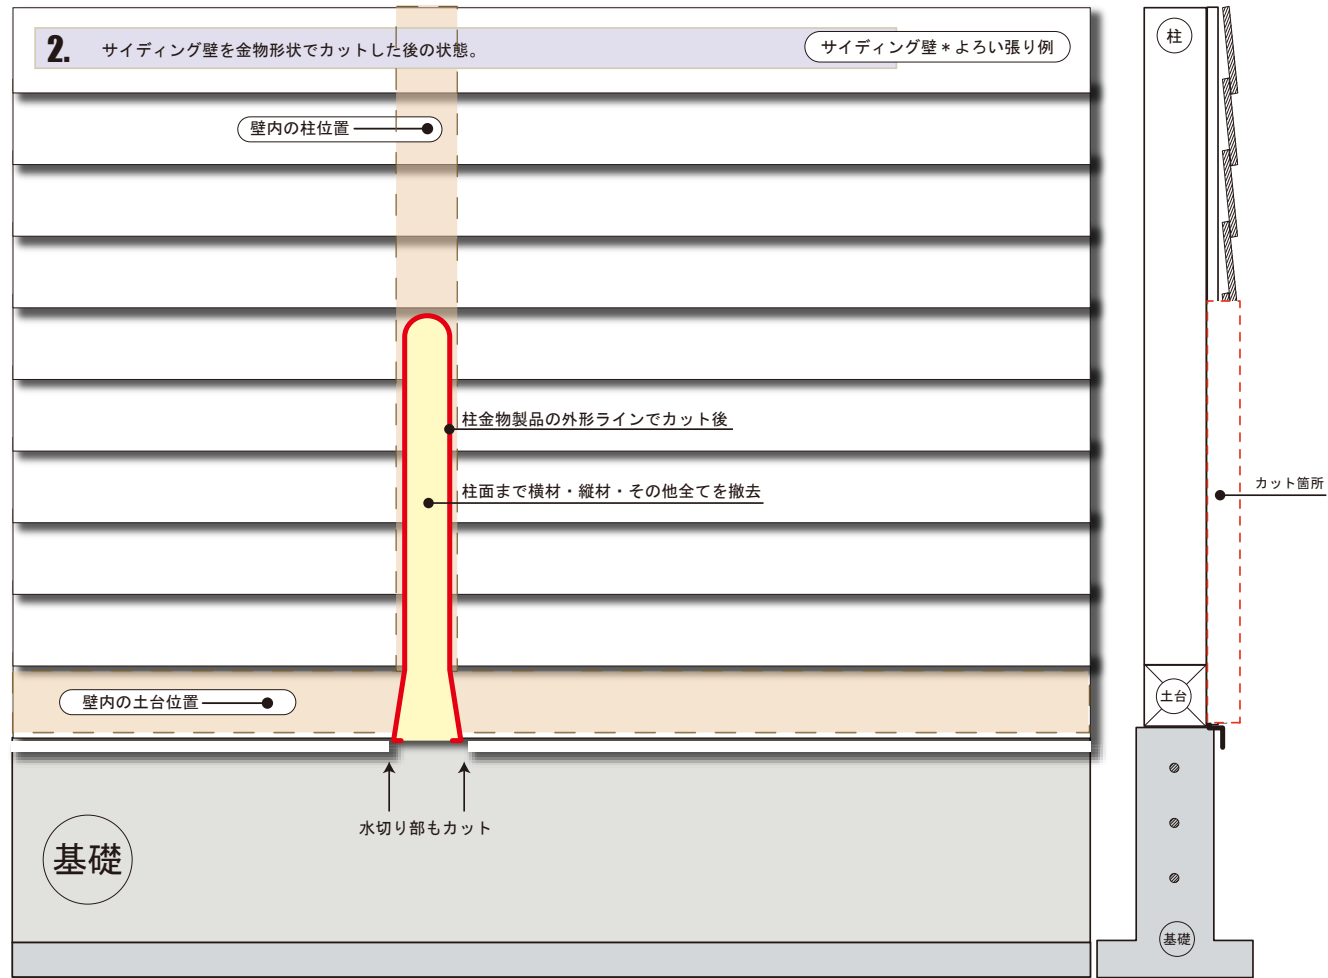 2. サイディング壁を金物形状でカットした後の状態。
サイディング壁＊よろい張り例
柱
壁内の柱位置
柱金物製品の外形ラインでカット後
柱面まで横材・縦材・その他全てを撤去
カット箇所
壁内の土台位置
土台
水切り部もカット
基礎
基礎